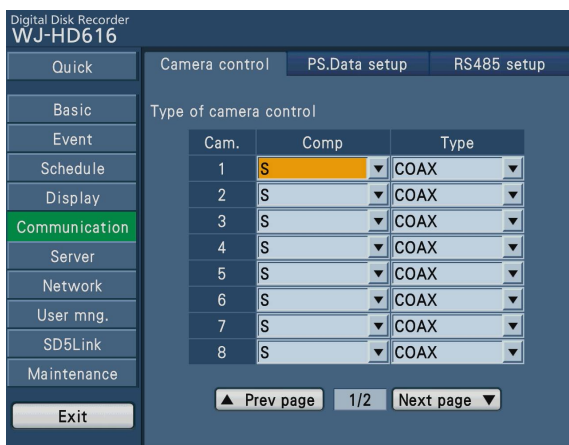 Digital Disk Recorder
WJ-HD616
Quick
Basic
Event
Schedule
Display
Communication
Server
Network
User mng.
SD5Link
Maintenance
Exit
Camera control PS.Data setup RS485 setup
Type of camera control
Cam. Comp Type
1 S COAX
2 S COAX
3 S COAX
4 S COAX
5 S COAX
6 S COAX
7 S COAX
8 S COAX
▲ Prev page 1/2 Next page ▼